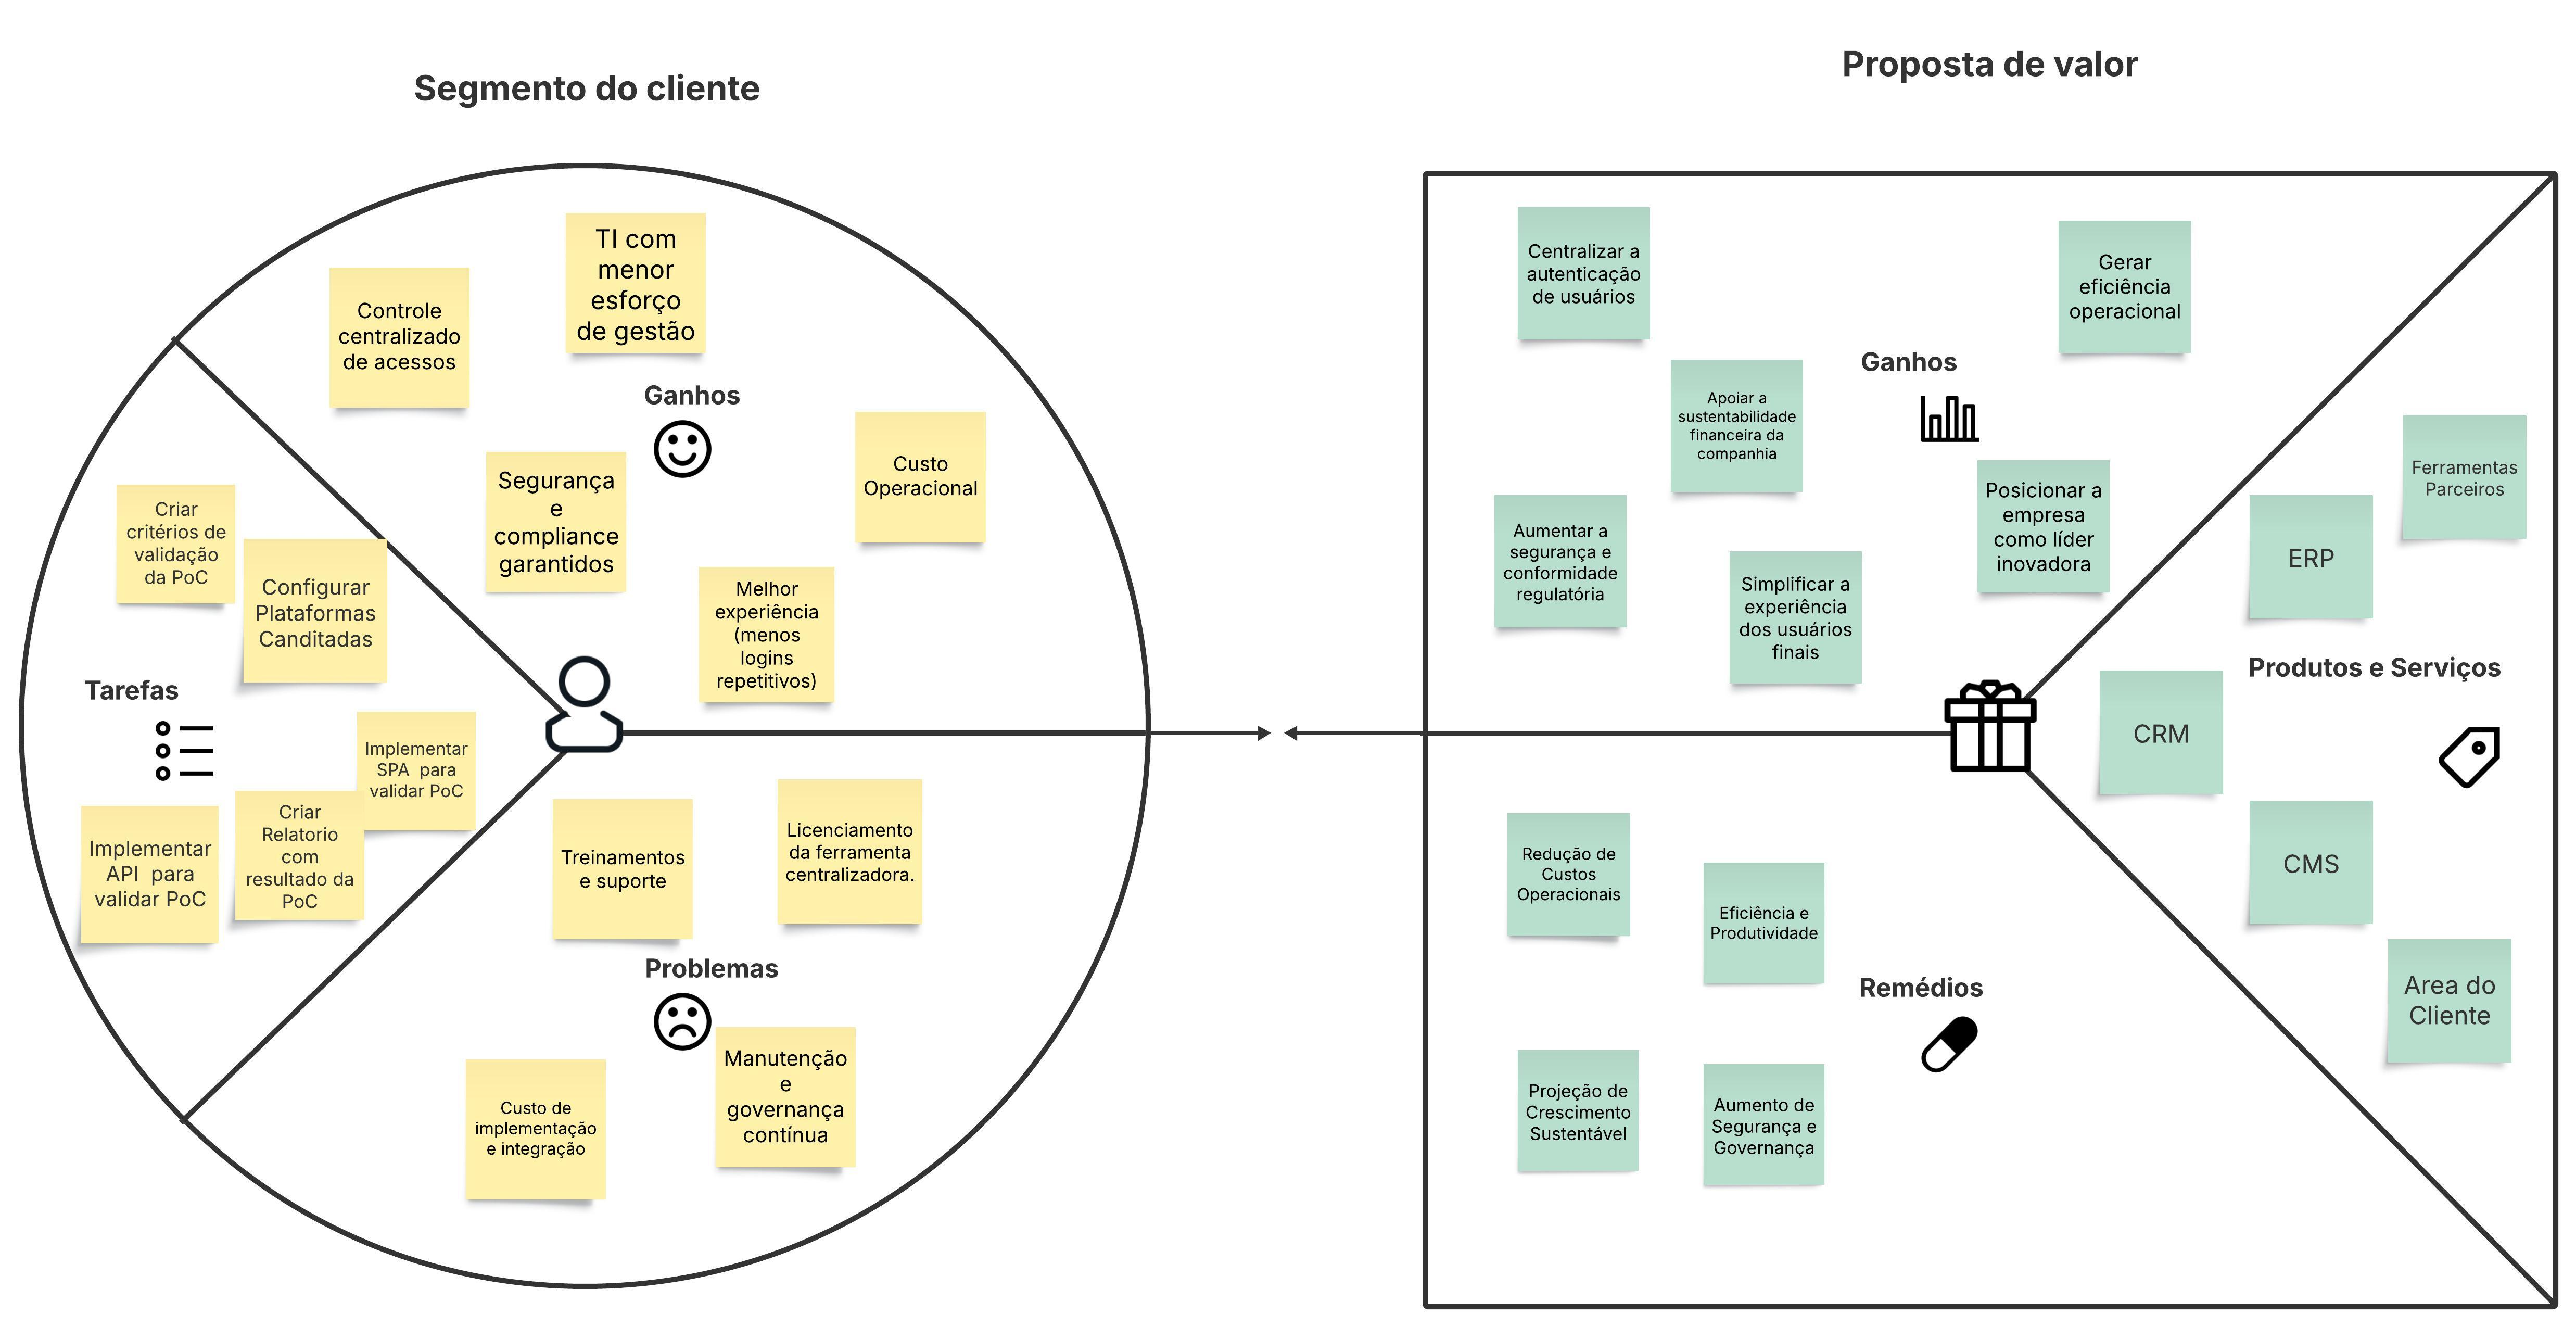 Segmento do cliente
TI com
menor
esforço
de gestão
Controle
centralizado
de acessos
Ganhos
Custo
Operacional
Segurança
e
compliance
garantidos
Melhor
experiência
(menos
logins
repetitivos)
Criar
critérios de
validação
da PoC
Configurar
Plataformas
Canditadas
Tarefas
Implementar
SPA  para
validar PoC
Implementar
API  para
validar PoC
Criar
Relatorio
com
resultado da
PoC
Treinamentos
e suporte
Licenciamento
da ferramenta
centralizadora.
Problemas
Custo de
implementação
e integração
Manutenção
e
governança
contínua
Proposta de valor
Centralizar a
autenticação
de usuários
Gerar
eficiência
operacional
Ganhos
Apoiar a
sustentabilidade
financeira da
companhia
Posicionar a
empresa
como líder
inovadora
Aumentar a
segurança e
conformidade
regulatória
Simplificar a
experiência
dos usuários
finais
Ferramentas
Parceiros
ERP
Produtos e Serviços
CRM
CMS
Area do
Cliente
Redução de
Custos
Operacionais
Eficiência e
Produtividade
Remédios
Projeção de
Crescimento
Sustentável
Aumento de
Segurança e
Governança